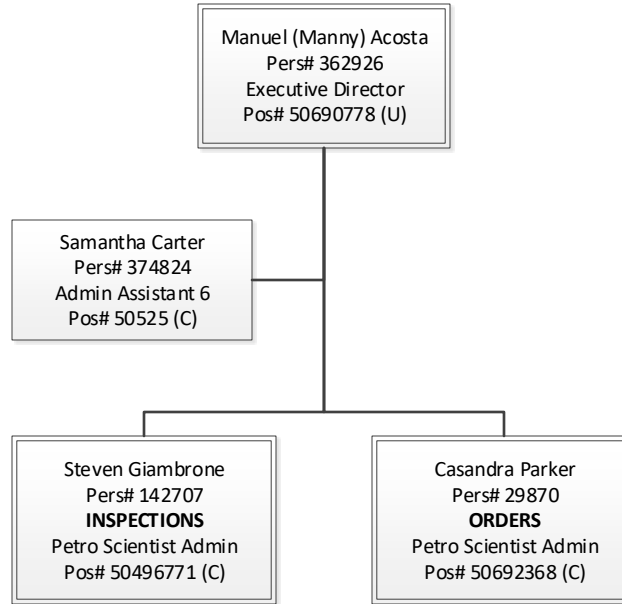 Manuel (Manny) Acosta
Pers# 362926
Executive Director
Pos# 50690778 (U)
Samantha Carter
Pers# 374824
Admin Assistant 6
Pos# 50525 (C)
Steven Giambrone
Pers# 142707
INSPECTIONS
Petro Scientist Admin
Pos# 50496771 (C)
Casandra Parker
Pers# 29870
ORDERS
Petro Scientist Admin
Pos# 50692368 (C)